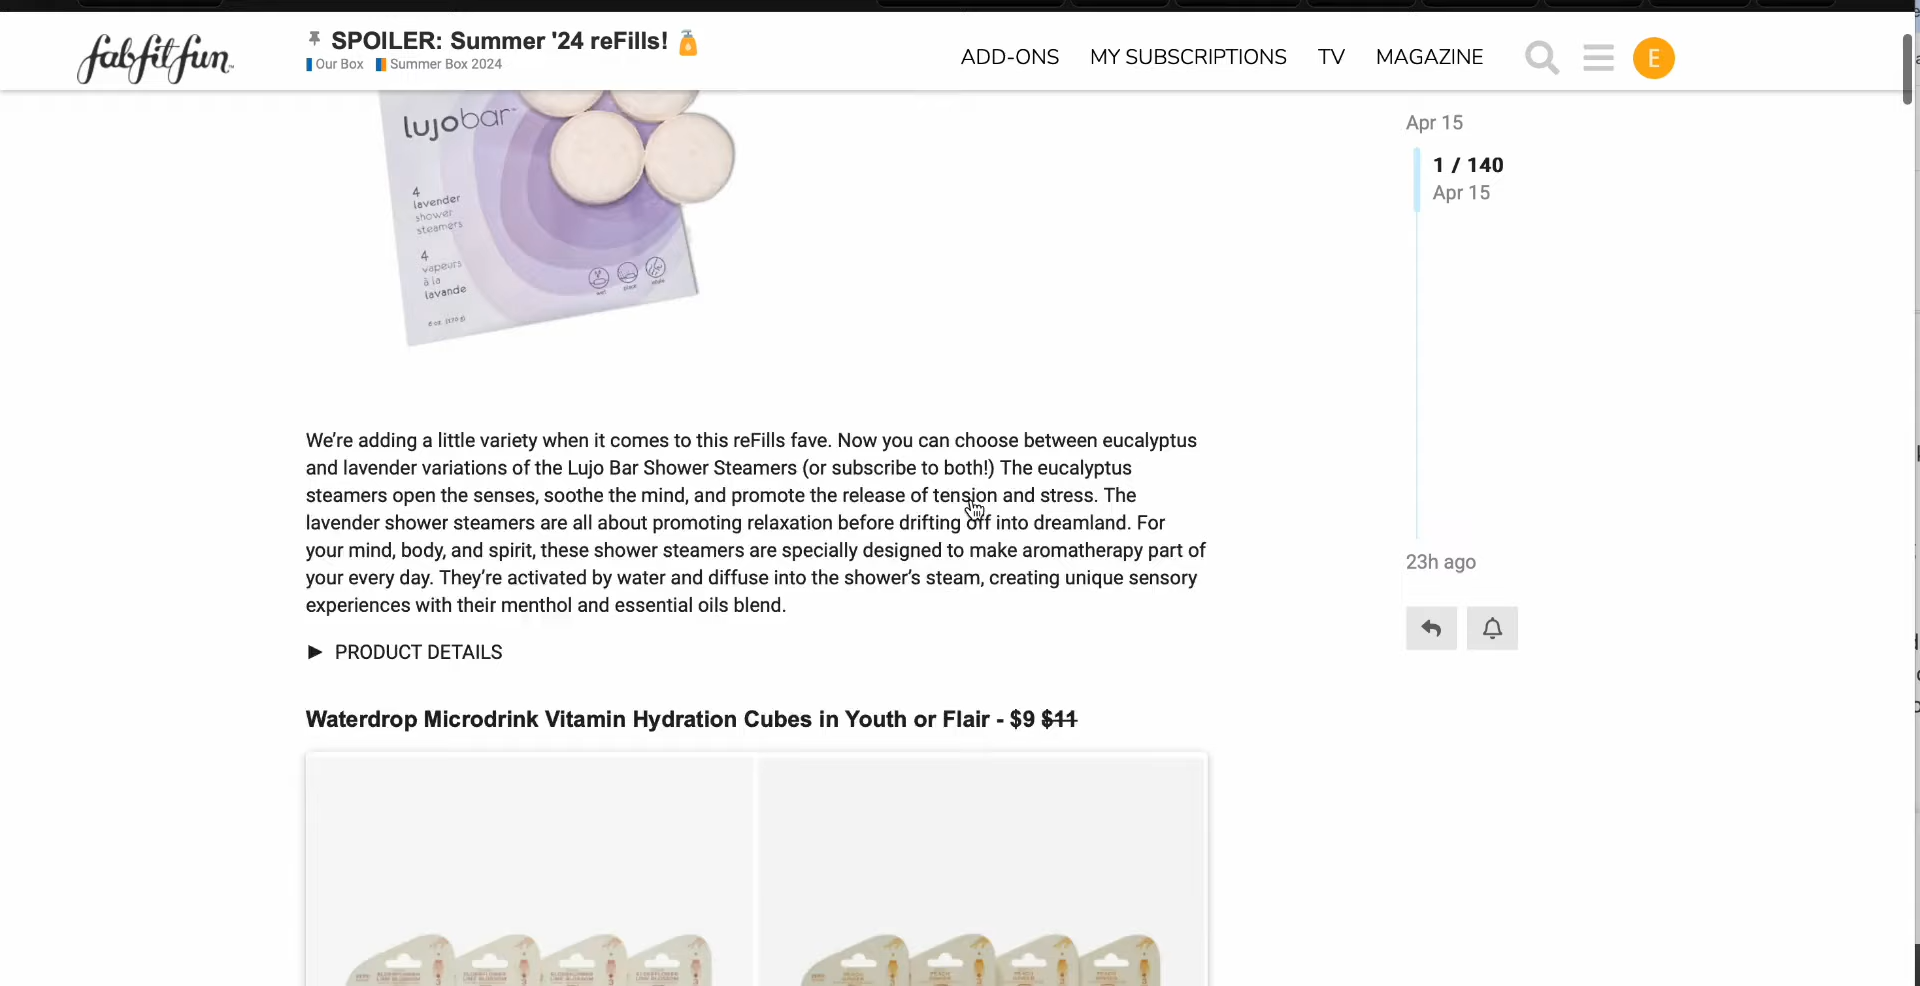 fabfitfun
SPOILER: Summer '24 reFills!
Our Box Summer Box 2024
ADD-ONS MY SUBSCRIPTIONS TV MAGAZINE
E
lujobar
4
lavender
shower
steamers
4
vapeurs
à la
lavande
Apr 15
1 / 140
Apr 15
23h ago
We're adding a little variety when it comes to this reFills fave. Now you can choose between eucalyptus
and lavender variations of the Lujo Bar Shower Steamers (or subscribe to both!) The eucalyptus
steamers open the senses, soothe the mind, and promote the release of tension and stress. The
lavender shower steamers are all about promoting relaxation before drifting off into dreamland. For
your mind, body, and spirit, these shower steamers are specially designed to make aromatherapy part of
your every day. They're activated by water and diffuse into the shower's steam, creating unique sensory
experiences with their menthol and essential oils blend.
PRODUCT DETAILS
Waterdrop Microdrink Vitamin Hydration Cubes in Youth or Flair - $9 $11